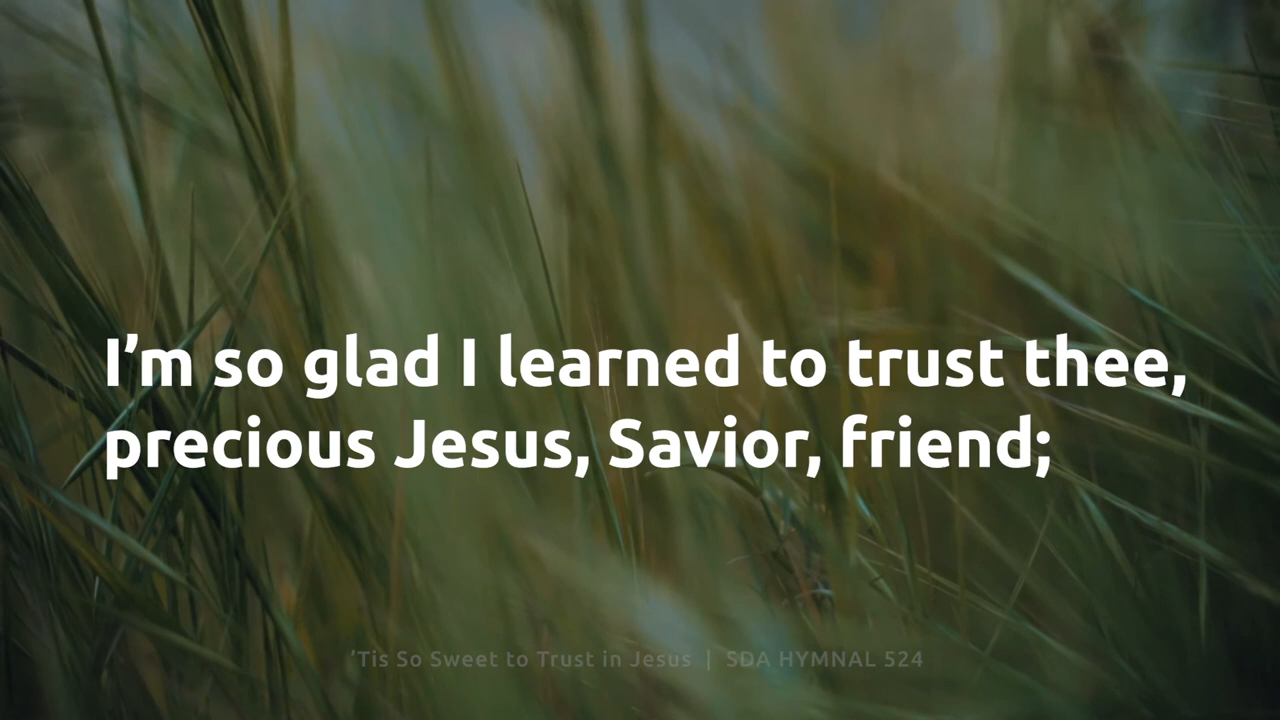 I’m so glad I learned to trust thee,
precious Jesus, Savior, friend;
’Tis So Sweet to Trust in Jesus | SDA HYMNAL 524